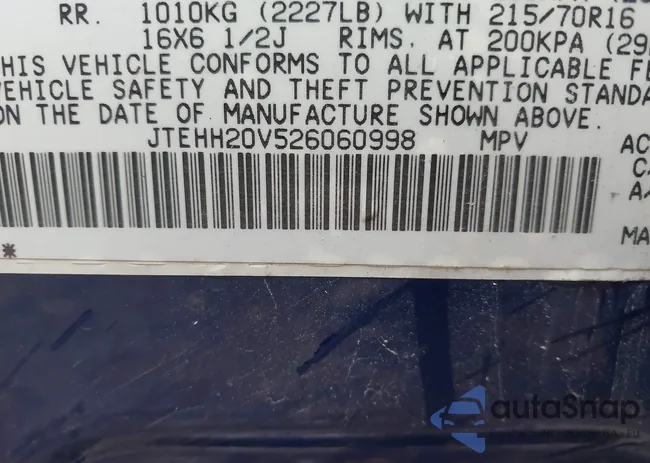 RR. 1010KG (2227LB) WITH 215/70R16
16X6 1/2J RIMS, AT 200KPA (29
HIS VEHICLE CONFORMS TO ALL APPLICABLE FE
VEHICLE SAFETY AND THEFT PREVENTION STANDA
ON THE DATE OF MANUFACTURE SHOWN ABOVE.
JTEHH20V526060998 MPV AC
C/
A/
MA
*
autoSnap